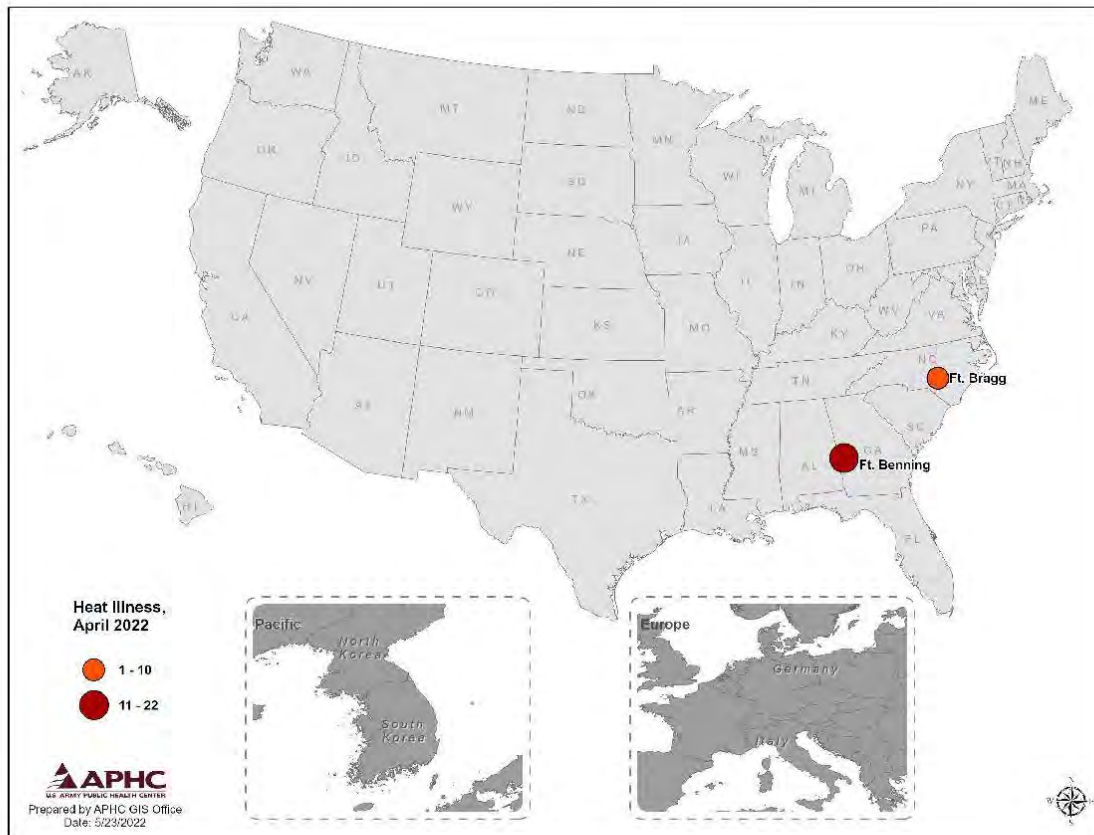 AK
WA
MT
ND
MN
MI
ME
OR
ID
SD
WI
MI
VT
NH
NY
MA
WY
IA
PA
NE
IL
IN
OH
NV
UT
CO
WV
VA
CA
KS
MO
KY
NC
Ft. Bragg
TN
OK
AR
SC
AZ
NM
MS
AL
GA
Ft. Benning
TX
LA
HI
FL
Heat Illness,
April 2022
1 - 10
11 - 22
Pacific
North
Korea
South
Korea
Europe
Germany
Italy
APHC
U.S. ARMY PUBLIC HEALTH CENTER
Prepared by APHC GIS Office
Date: 5/23/2022